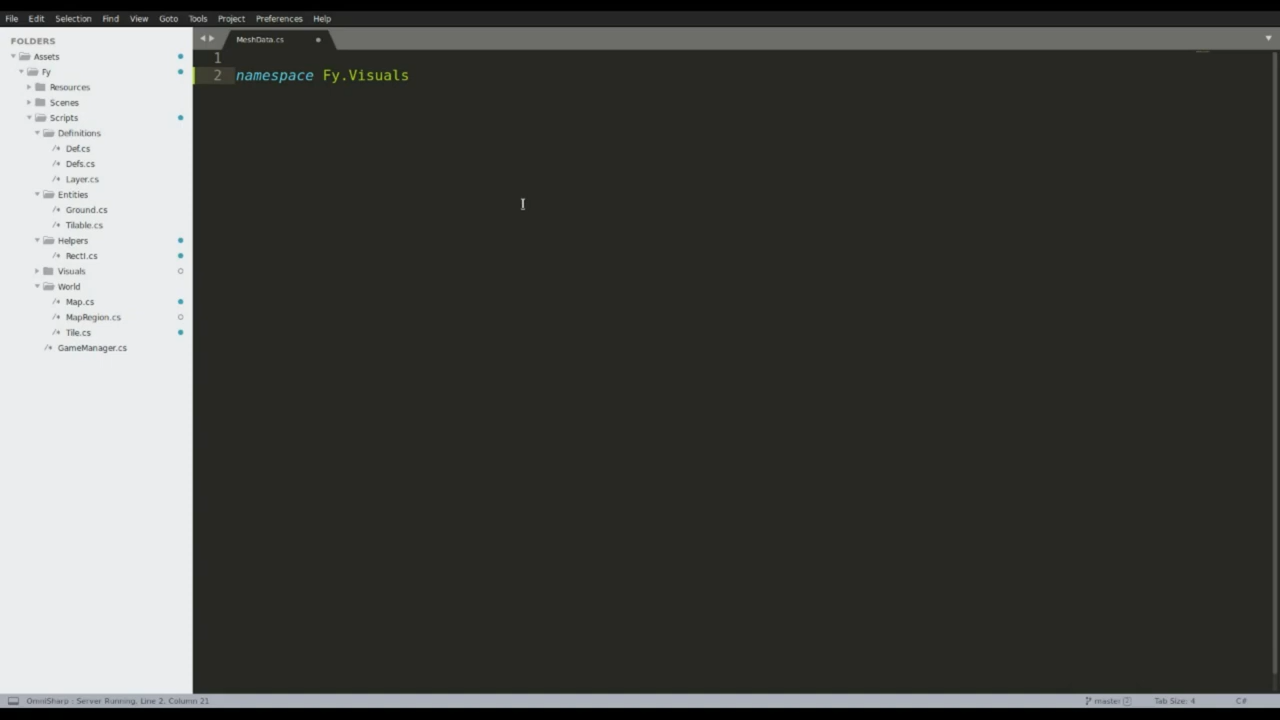 File Edit Selection Find View Goto Tools Project Preferences Help
FOLDERS
Assets
Fy
Resources
Scenes
Scripts
Definitions
/* Def.cs
/* Defs.cs
/* Layer.cs
Entities
/* Ground.cs
/* Tilable.cs
Helpers
/* RectI.cs
Visuals
World
/* Map.cs
/* MapRegion.cs
/* Tile.cs
/* GameManager.cs
MeshData.cs
1
2 namespace Fy.Visuals
OmniSharp : Server Running, Line 2, Column 21
master
Tab Size: 4
C#